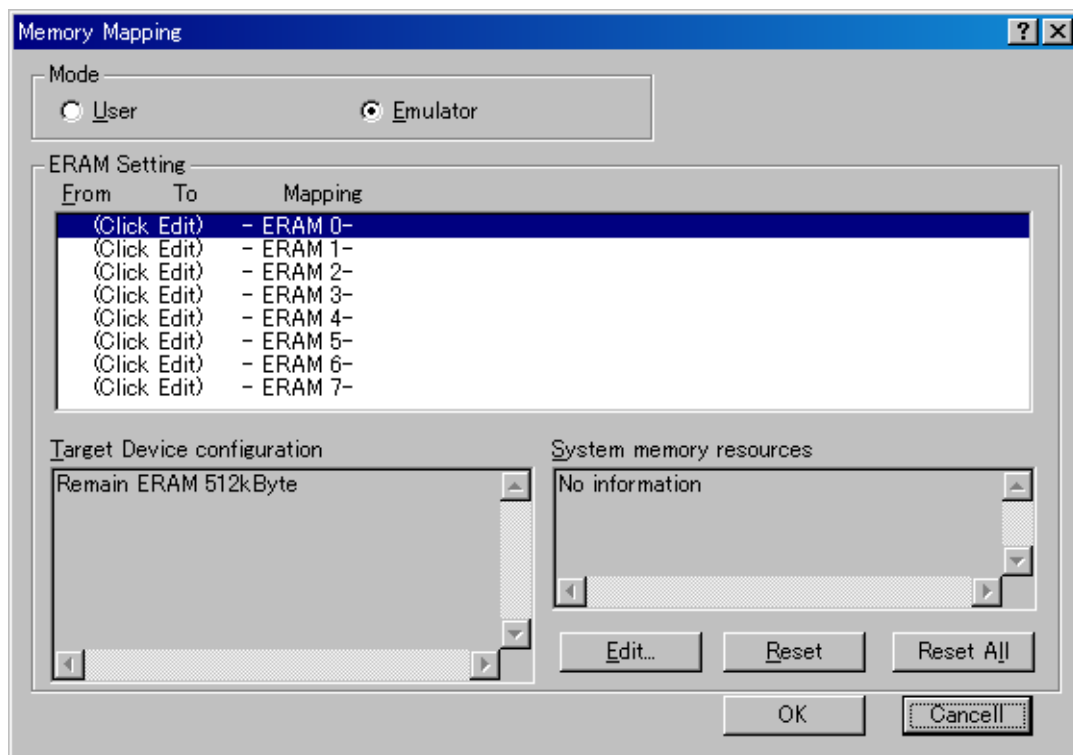 Memory Mapping
Mode
User Emulator
ERAM Setting
From To Mapping
(Click Edit) - ERAM 0-
(Click Edit) - ERAM 1-
(Click Edit) - ERAM 2-
(Click Edit) - ERAM 3-
(Click Edit) - ERAM 4-
(Click Edit) - ERAM 5-
(Click Edit) - ERAM 6-
(Click Edit) - ERAM 7-
Target Device configuration
Remain ERAM 512kByte
System memory resources
No information
Edit... Reset Reset All
OK Cancell